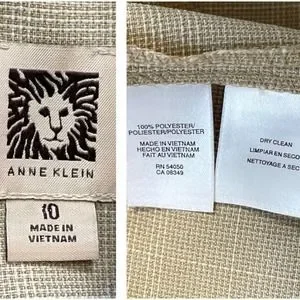 ANNE KLEIN
10
MADE IN
VIETNAM
100% POLYESTER/
POLIESTER/POLYESTER
MADE IN VIETNAM
HECHO EN VIETNAM
FAIT AU VIETNAM
RN 54050
CA 08349
DRY CLEAN
LIMPIAR EN SECO
NETTOYAGE A SEC